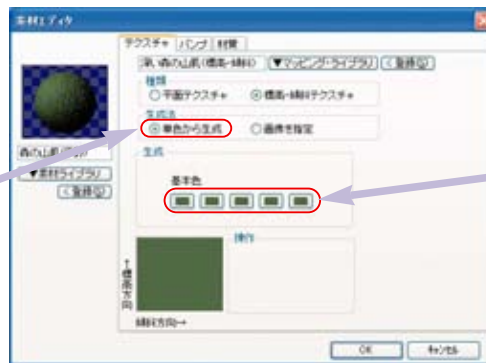 素材エディタ
テクスチャ バンプ 材質
深い森の山肌(標高-傾斜) ▼マッピング・ライブラリ <登録@
種類
平面テクスチャ 標高-傾斜テクスチャ
生成法
単色から生成 画像を指定
▼素材ライブラリ
<登録@
生成
基本色
操作
↑標高方向
傾斜方向→
OK キャンセル